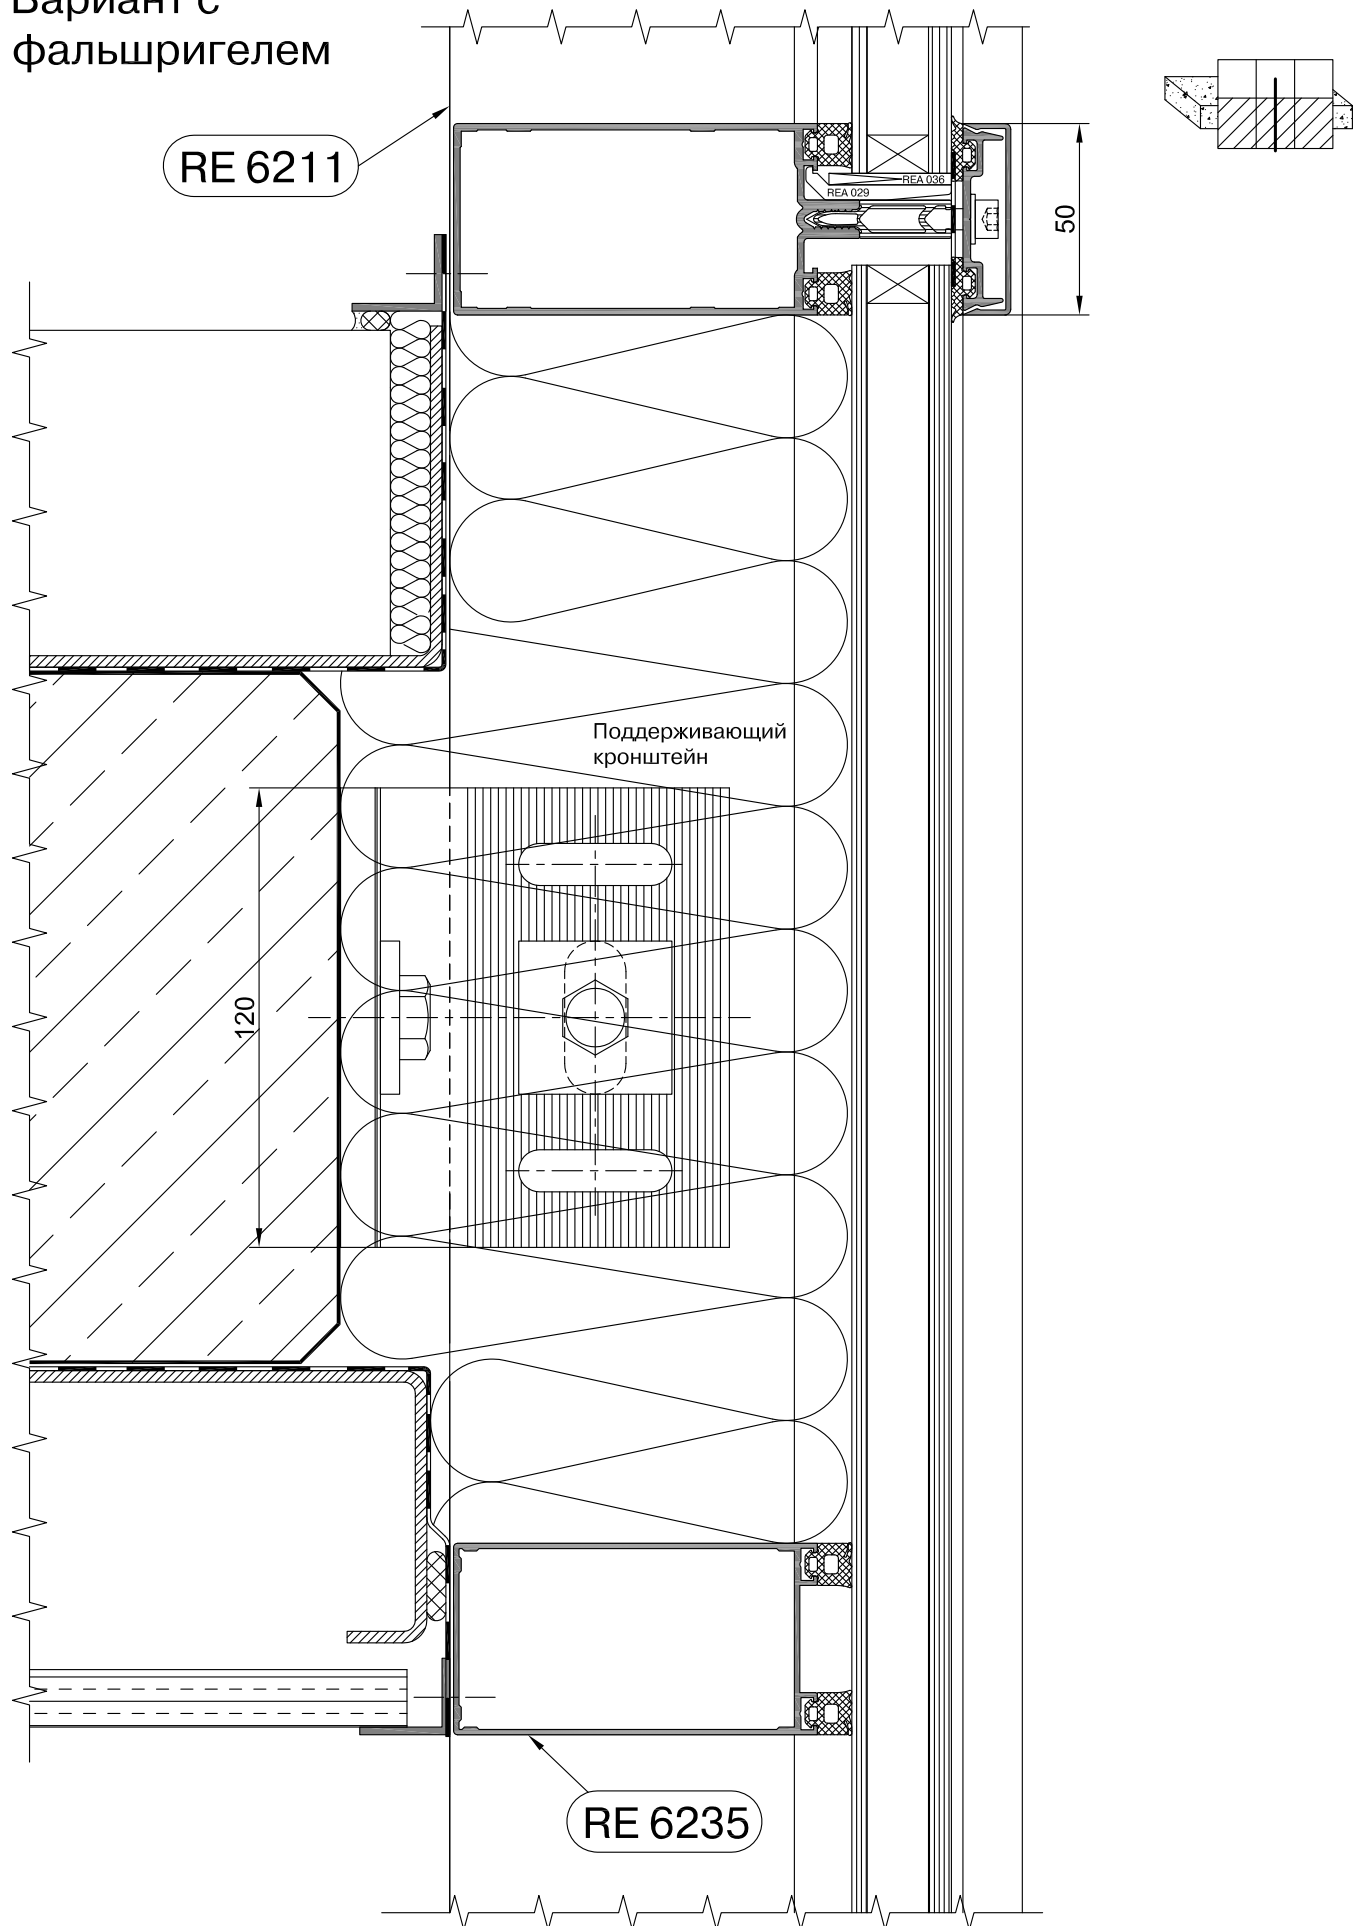 Вариант с
фальшригелем
RE 6211
REA 036
REA 029
50
Поддерживающий
кронштейн
120
RE 6235